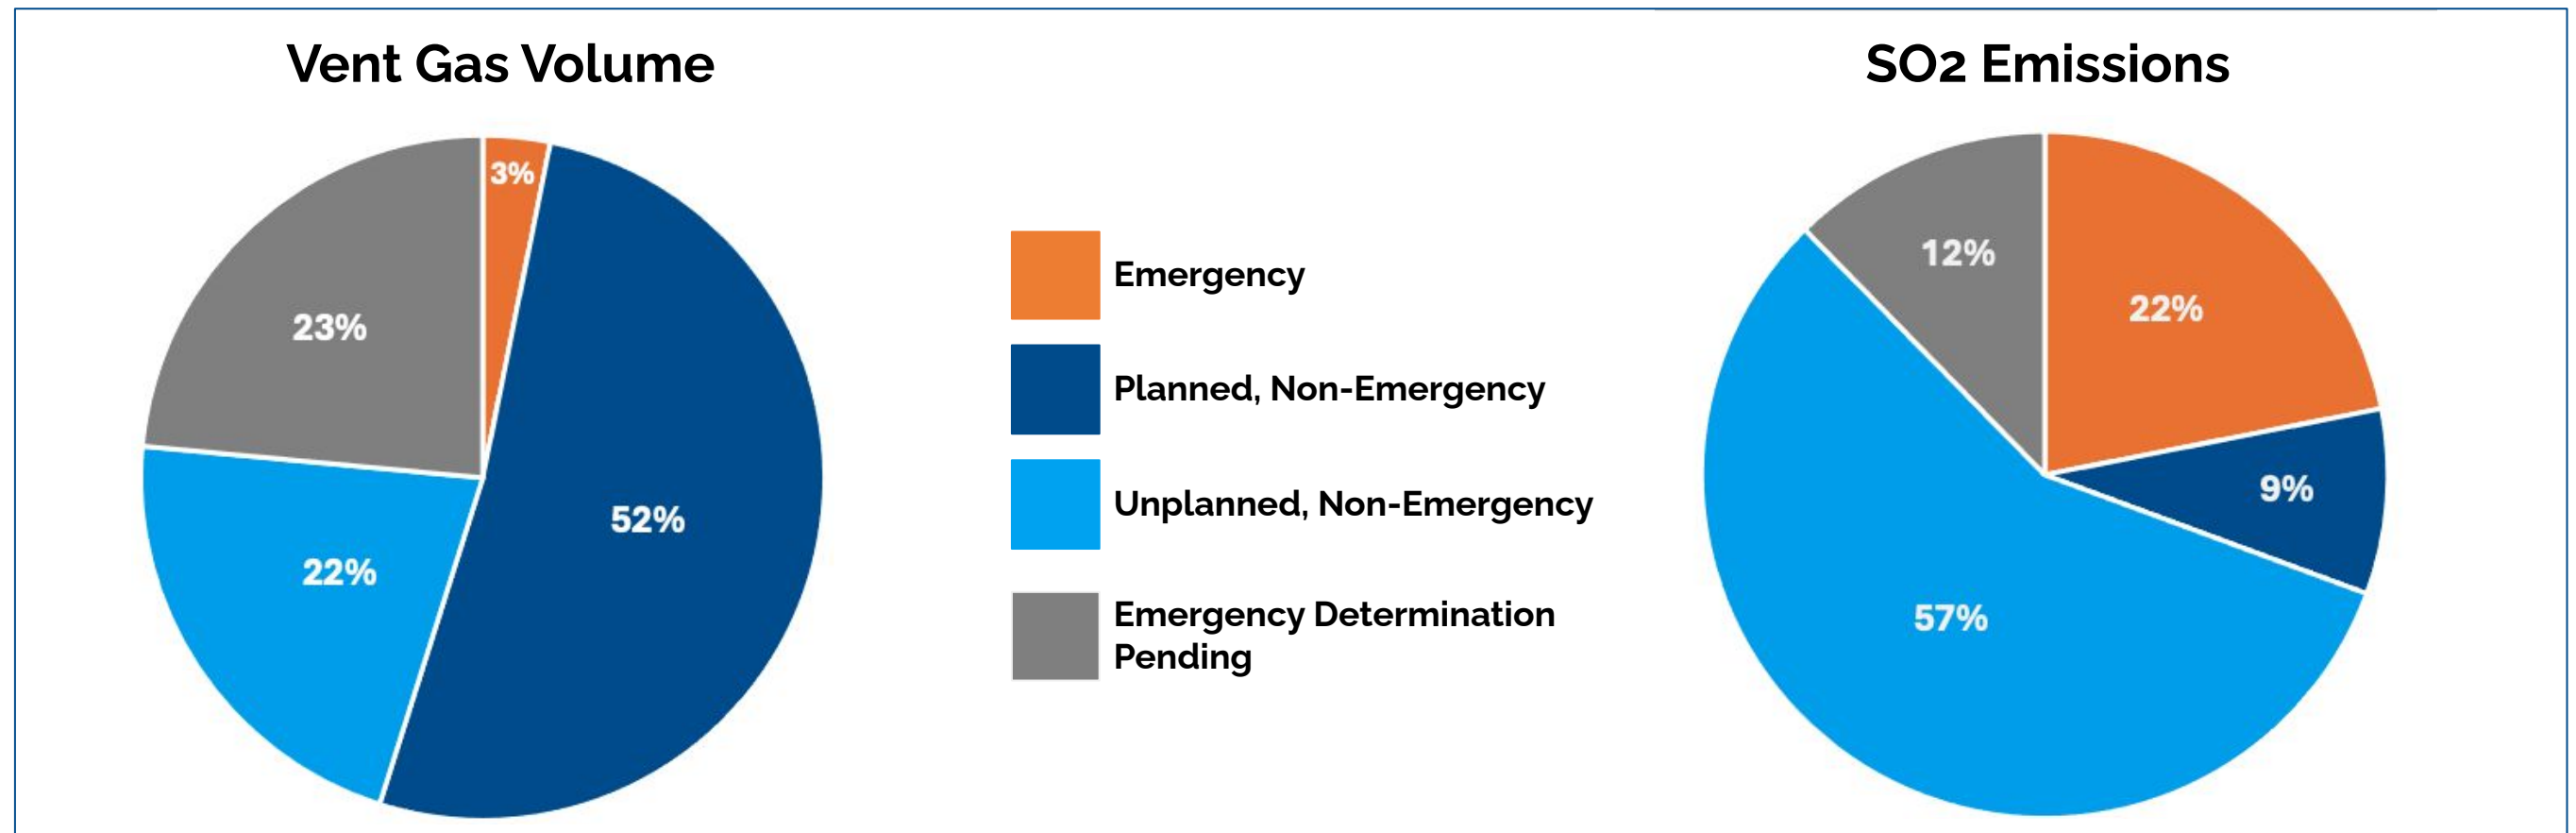 Vent Gas Volume
3%
52%
22%
23%
Emergency
Planned, Non-Emergency
Unplanned, Non-Emergency
Emergency Determination
Pending
SO2 Emissions
22%
9%
57%
12%